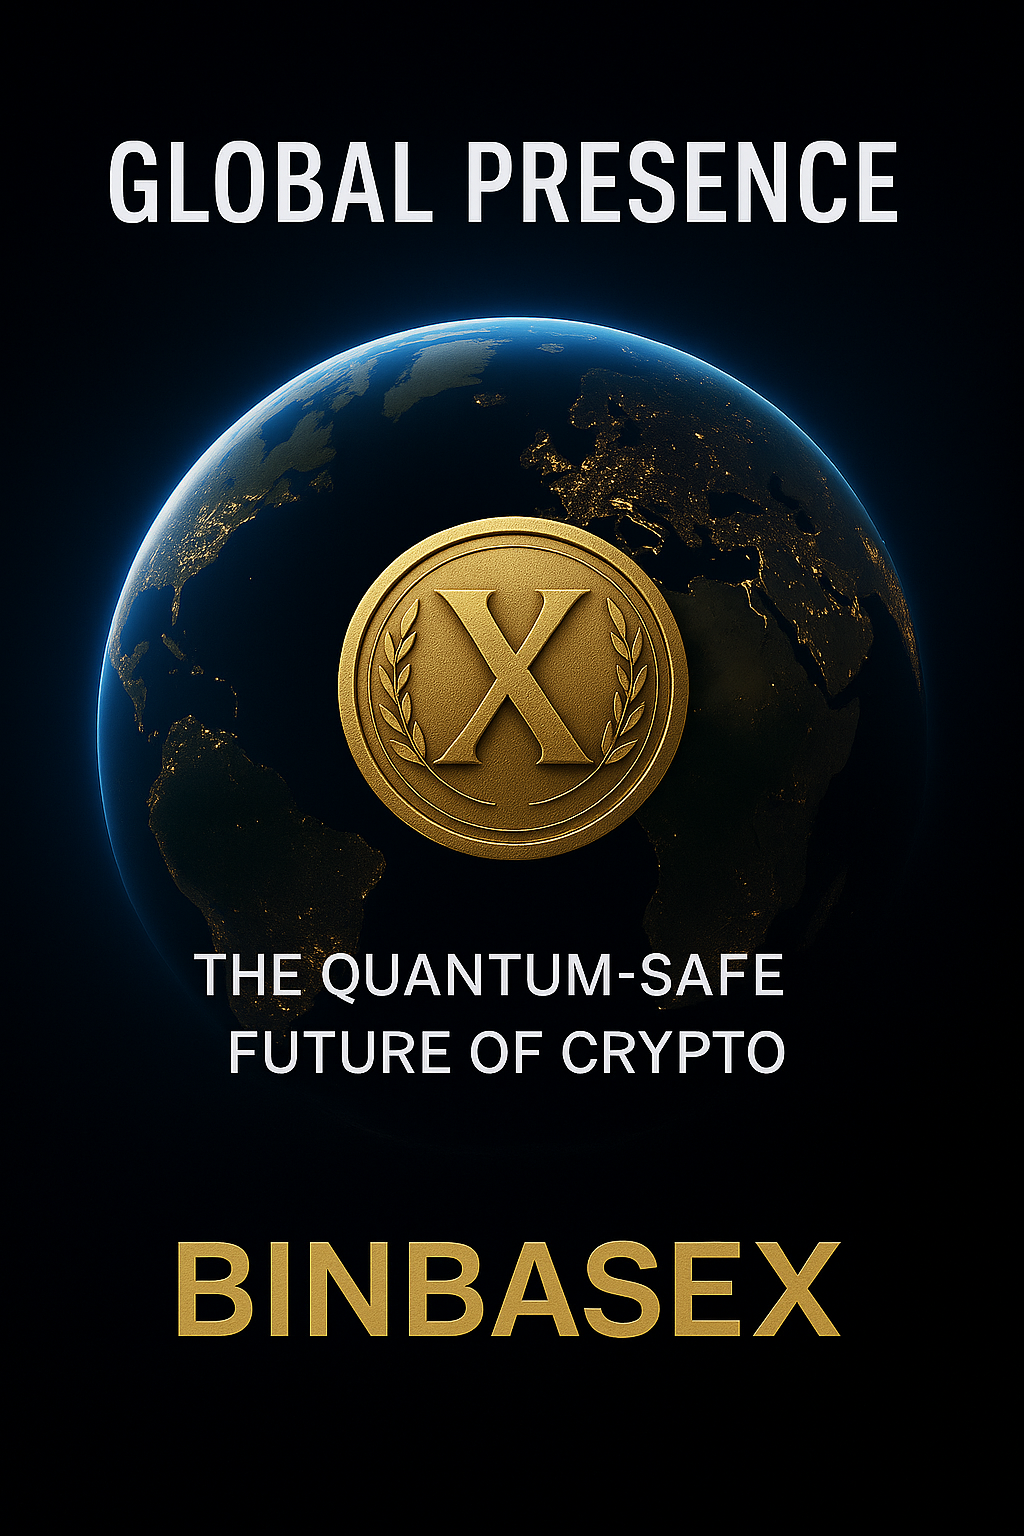 GLOBAL PRESENCE
X
THE QUANTUM-SAFE
FUTURE OF CRYPTO
BINBASEX